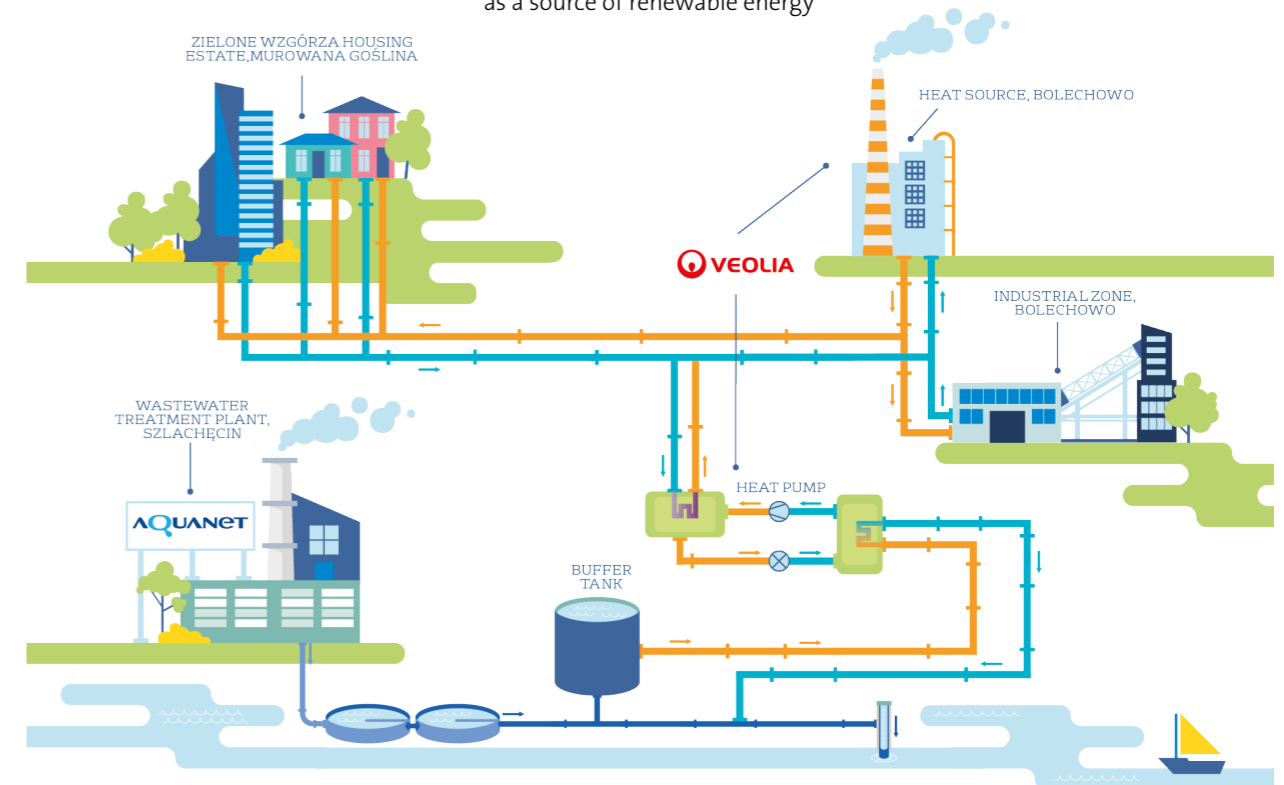 as a source of renewable energy
ZIELONE WZGÓRZA HOUSING
ESTATE,MUROWANA GOŚLINA
HEAT SOURCE, BOLECHOWO
VEOLIA
INDUSTRIAL ZONE,
BOLECHOWO
WASTEWATER
TREATMENT PLANT,
SZLACHĘCIN
HEAT PUMP
AQUANET
BUFFER
TANK